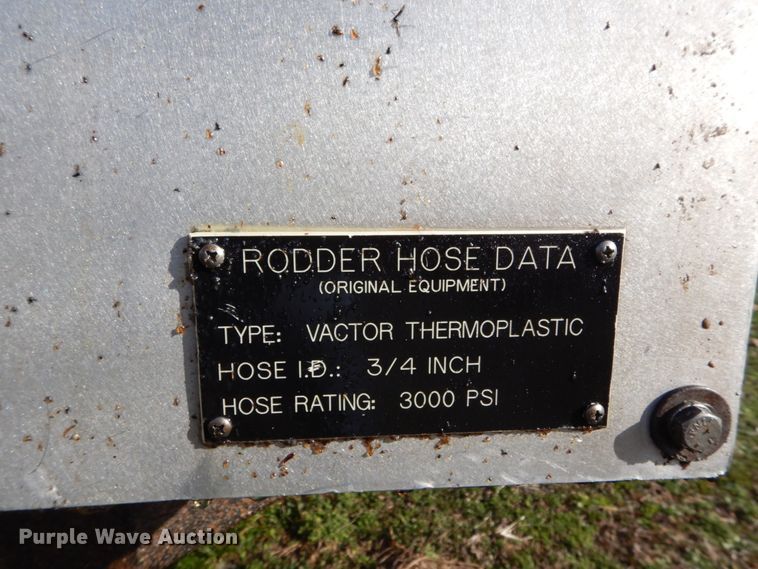 RODDER HOSE DATA
(ORIGINAL EQUIPMENT)
TYPE: VACTOR THERMOPLASTIC
HOSE I.D.: 3/4 INCH
HOSE RATING: 3000 PSI
Purple Wave Auction